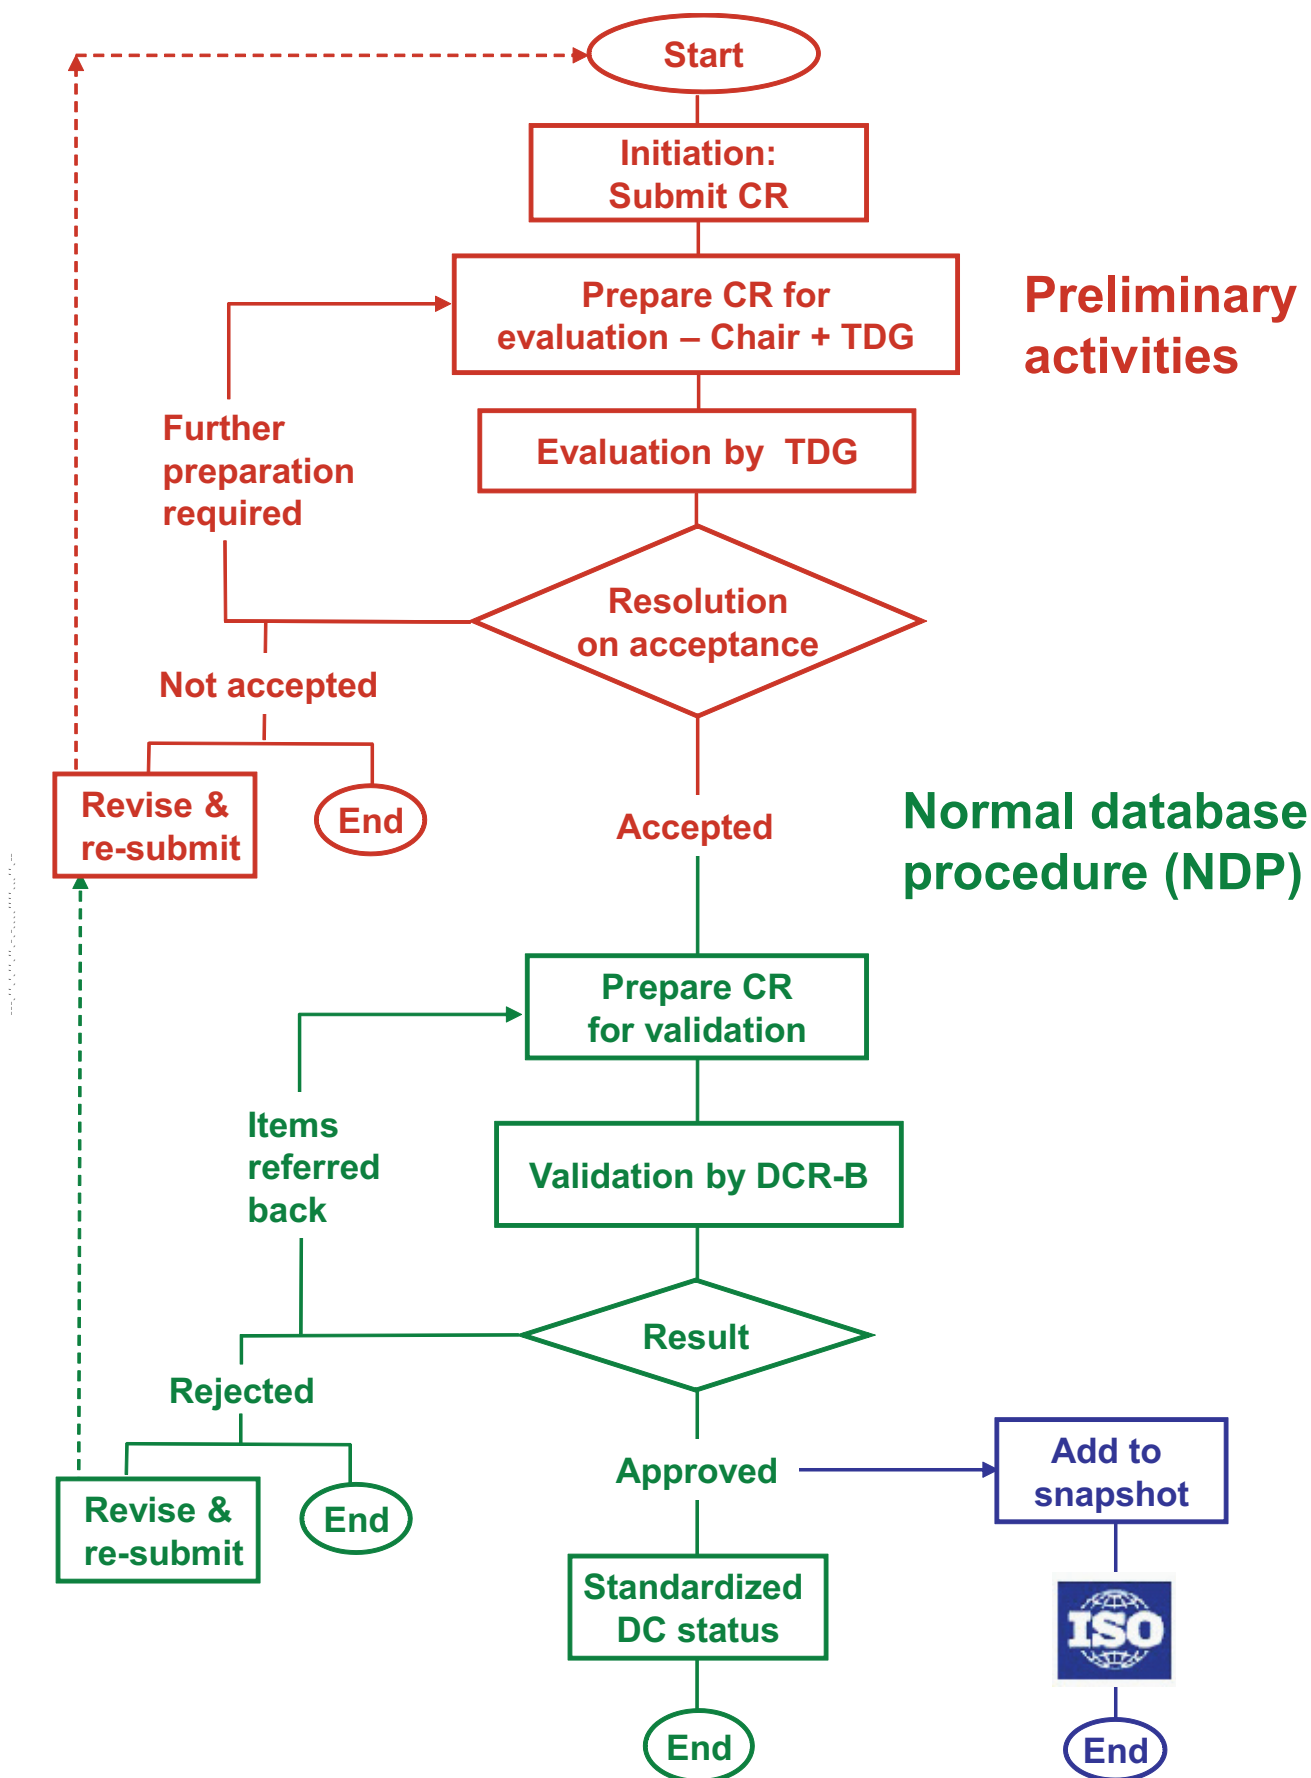 Start
Initiation:
Submit CR
Prepare CR for
evaluation – Chair + TDG
Preliminary
activities
Further
preparation
required
Evaluation by TDG
Resolution
on acceptance
Not accepted
Revise &
re-submit
End
Accepted
Normal database
procedure (NDP)
Prepare CR
for validation
Items
referred
back
Validation by DCR-B
Result
Rejected
Revise &
re-submit
End
Approved
Add to
snapshot
Standardized
DC status
ISO
End
End